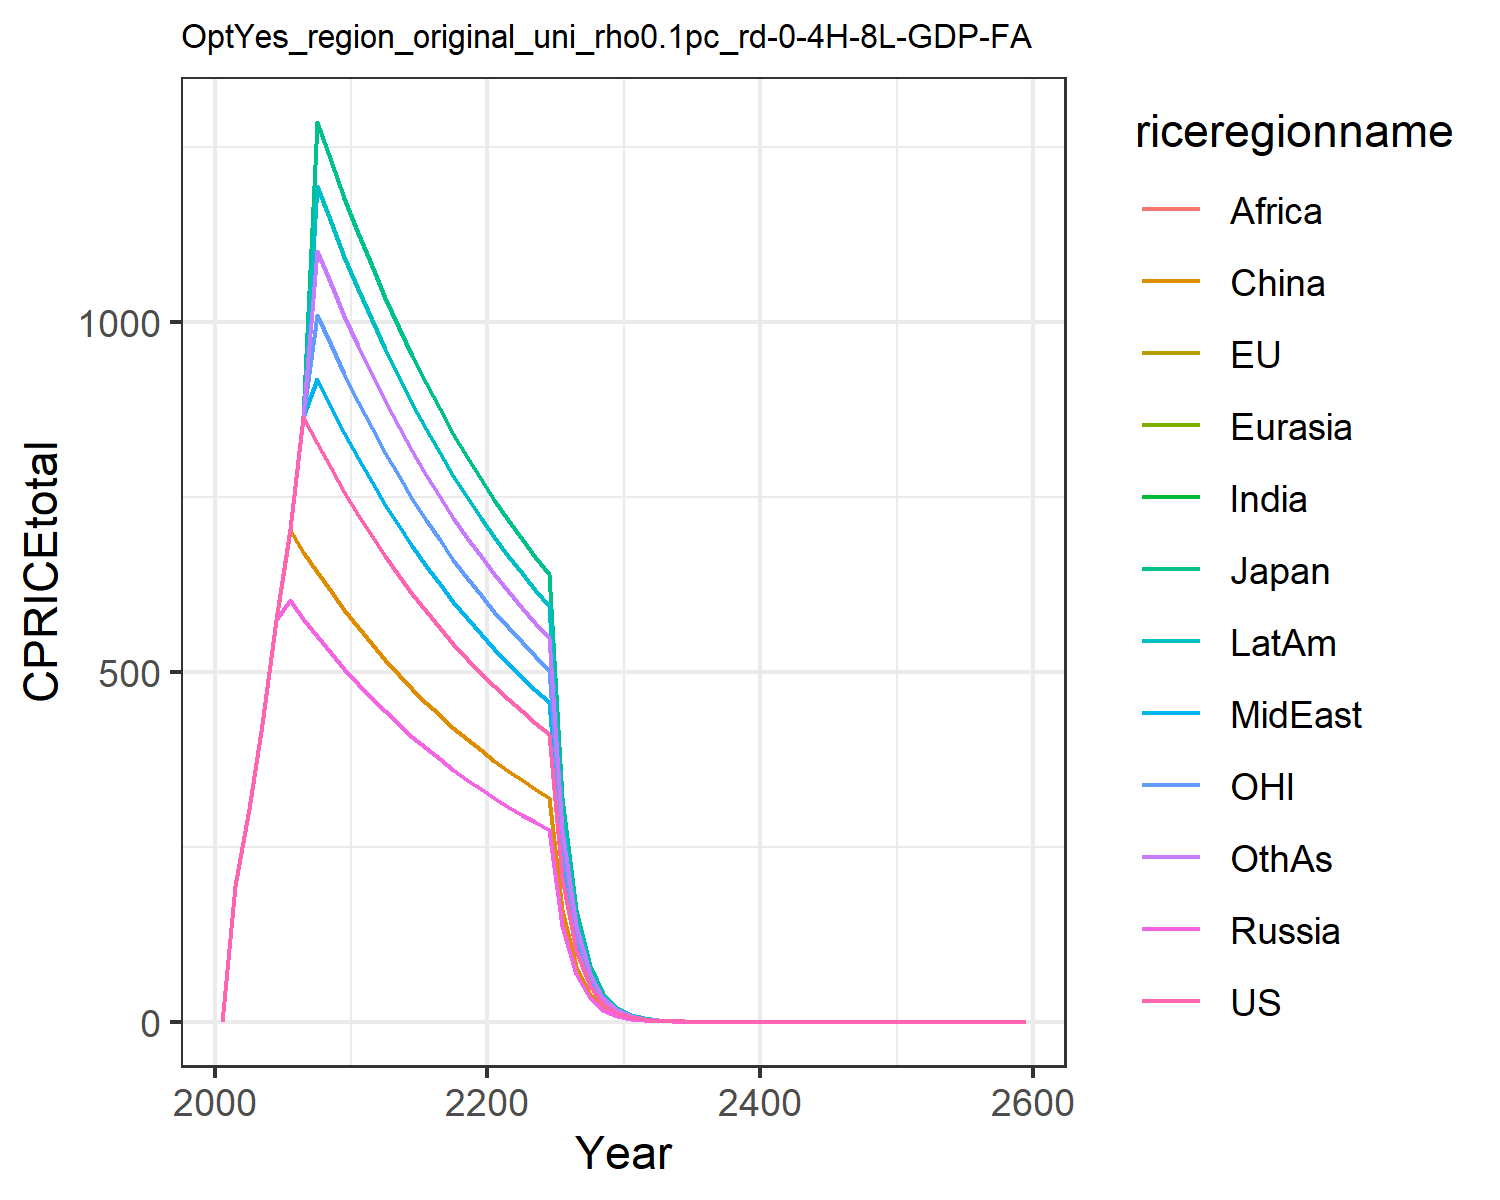 OptYes_region_original_uni_rho0.1pc_rd-0-4H-8L-GDP-FA
CPRICEtotal
1000
500
0
2000
2200
2400
2600
Year
riceregionname
Africa
China
EU
Eurasia
India
Japan
LatAm
MidEast
OHI
OthAs
Russia
US